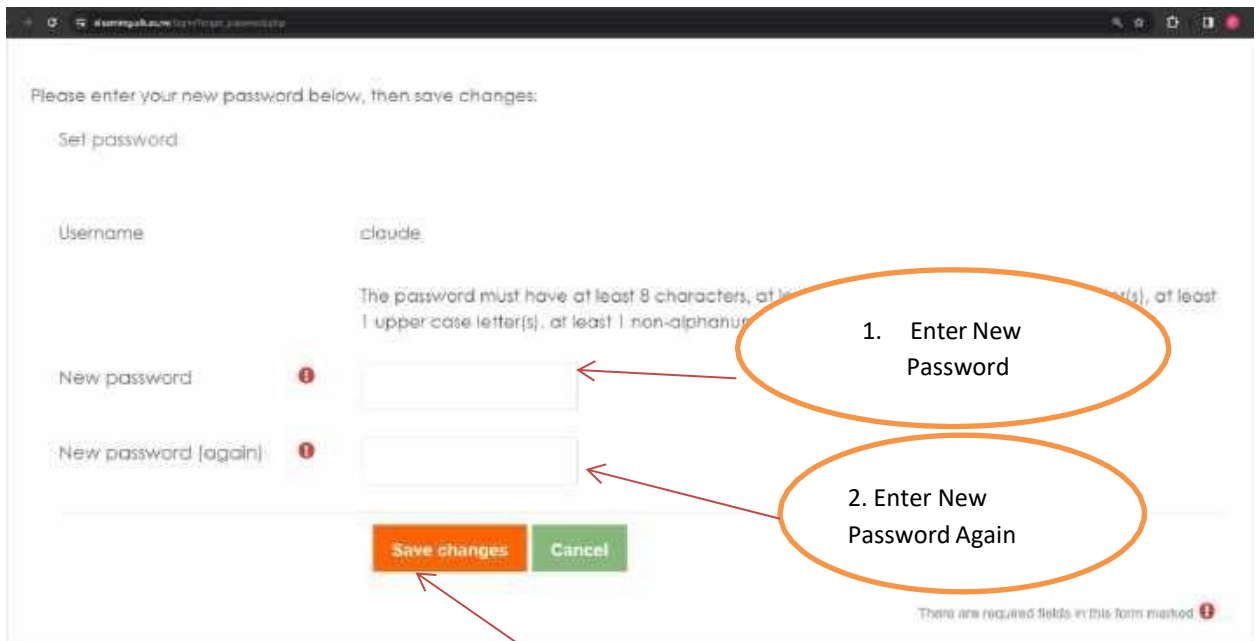 Please enter your new password below, then save changes:
Set password
Username claude
The password must have at least 8 characters, at least
1 upper case letter(s), at least 1
1. Enter New
Password
New password
New password (again)
2. Enter New
Password Again
Save changes Cancel
There are required fields in this form marked